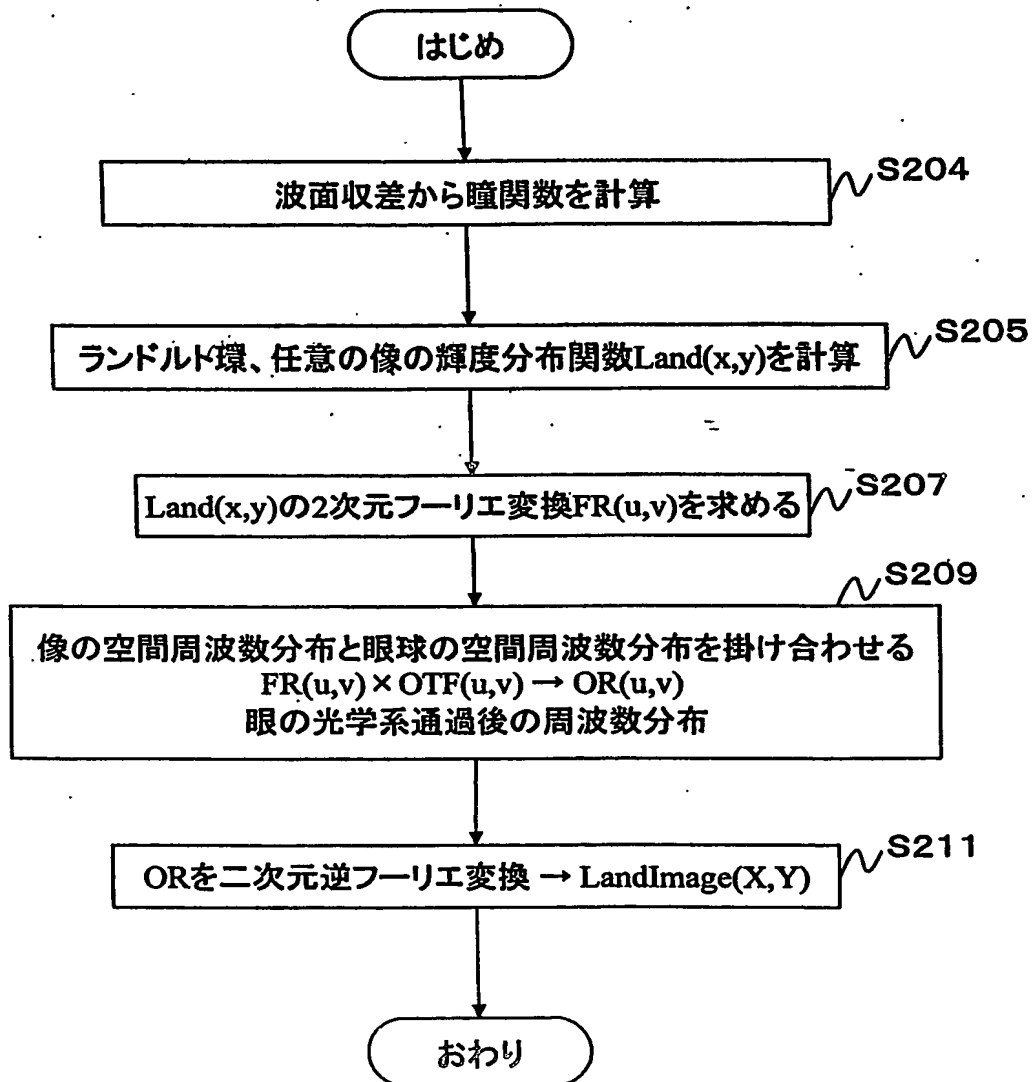 はじめ
波面収差から瞳関数を計算
S204
ランドルト環、任意の像の輝度分布関数Land(x,y)を計算
S205
Land(x,y)の2次元フーリエ変換FR(u,v)を求める
S207
S209
像の空間周波数分布と眼球の空間周波数分布を掛け合わせる
FR(u,v)×OTF(u,v) → OR(u,v)
眼の光学系通過後の周波数分布
ORを二次元逆フーリエ変換 → LandImage(X,Y)
S211
おわり